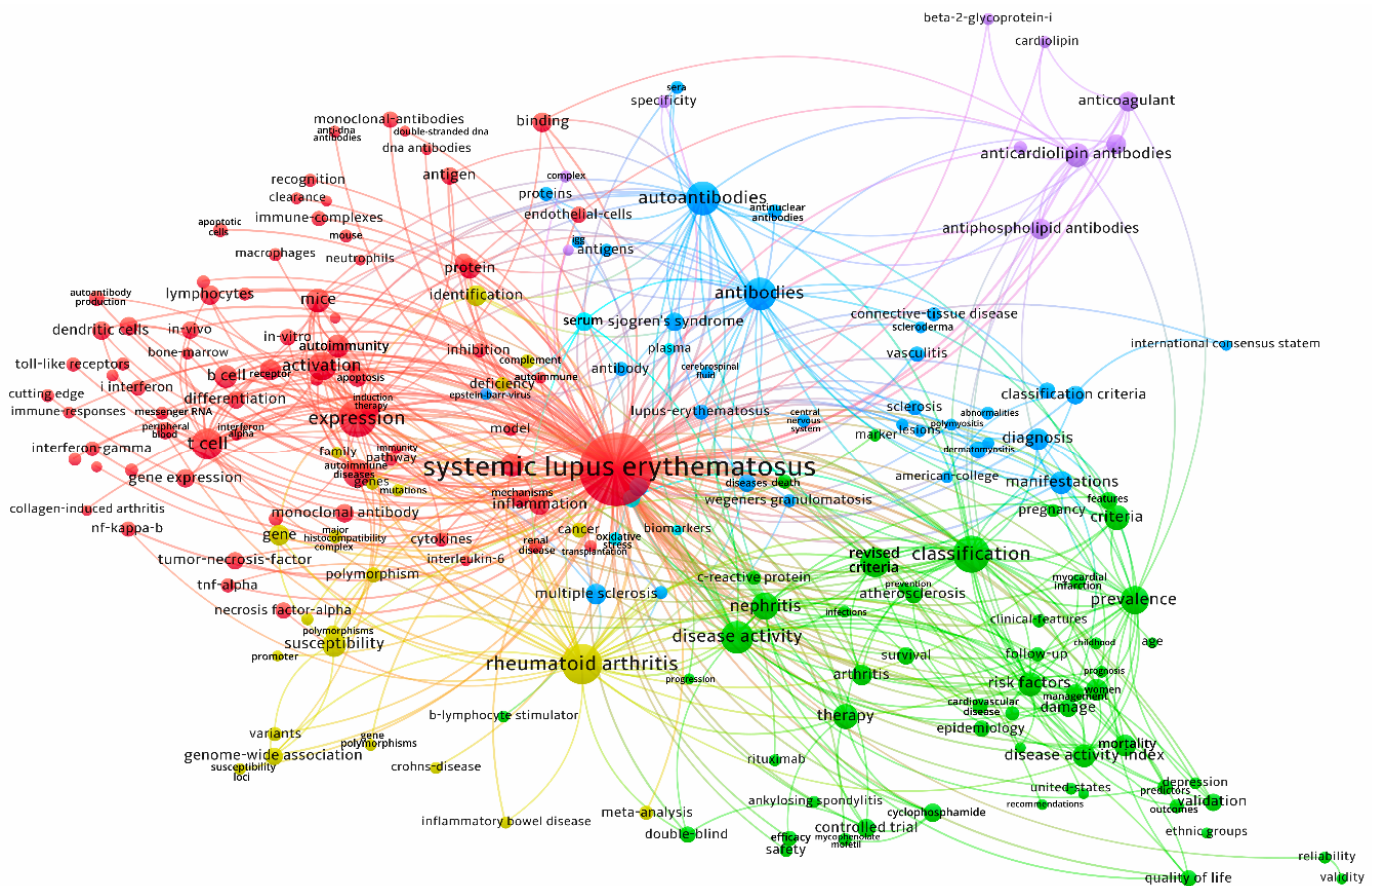 beta-2-glycoprotein-i
cardiolipin
sera
specificity
anticoagulant
monoclonal-antibodies
anti-dna
antibodies
double-stranded dna
binding
dna antibodies
anticardiolipin antibodies
recognition
antigen
complex
proteins
clearance
autoantibodies
antinuclear
antibodies
immune-complexes
endothelial-cells
apoptotic
cells
mouse
antiphospholipid antibodies
igg
antigens
macrophages
neutrophils
protein
autoantibody
production
lymphocytes
mice
identification
antibodies
connective-tissue disease
scleroderma
dendritic cells
in-vivo
in-vitro
serum
sjogren's syndrome
autoimmunity
bone-marrow
inhibition
plasma
vasculitis
international consensus statem
toll-like receptors
activation
complement
b cell
receptor
apoptosis
autoimmune
antibody
cerebrospinal
fluid
i interferon
deficiency
cutting edge
differentiation
induction
therapy
epstein-barr-virus
classification criteria
immune-responses
messenger RNA
expression
lupus-erythematosus
sclerosis
abnormalities
peripheral
blood
interferon
alpha
model
central
nervous
system
polymyositis
marker
lesions
diagnosis
interferon-gamma
t cell
family
immunity
pathway
dermatomyositis
autoimmune
diseases
systemic lupus erythematosus
gene expression
genes
mutations
diseases
death
american-college
manifestations
mechanisms
inflammation
wegeners granulomatosis
features
collagen-induced arthritis
monoclonal antibody
pregnancy
criteria
nf-kappa-b
gene
major
histocompatibility
complex
cytokines
cancer
renal
disease
oxidative
stress
biomarkers
transplantation
revised
criteria
classification
tumor-necrosis-factor
interleukin-6
polymorphism
c-reactive protein
prevention
myocardial
infarction
tnf-alpha
multiple sclerosis
atherosclerosis
prevalence
necrosis factor-alpha
nephritis
infections
clinical-features
polymorphisms
susceptibility
disease activity
childhood
age
promoter
rheumatoid arthritis
survival
follow-up
progression
arthritis
prognosis
risk factors
women
management
cardiovascular
disease
damage
b-lymphocyte stimulator
therapy
epidemiology
variants
gene
polymorphisms
genome-wide association
mortality
disease activity index
susceptibility
loci
crohns-disease
rituximab
depression
united-states
predictors
ankylosing spondylitis
recommendations
validation
outcomes
meta-analysis
cyclophosphamide
inflammatory bowel disease
double-blind
controlled trial
efficacy
mycophenolate
mofetil
safety
ethnic groups
reliability
quality of life
validity